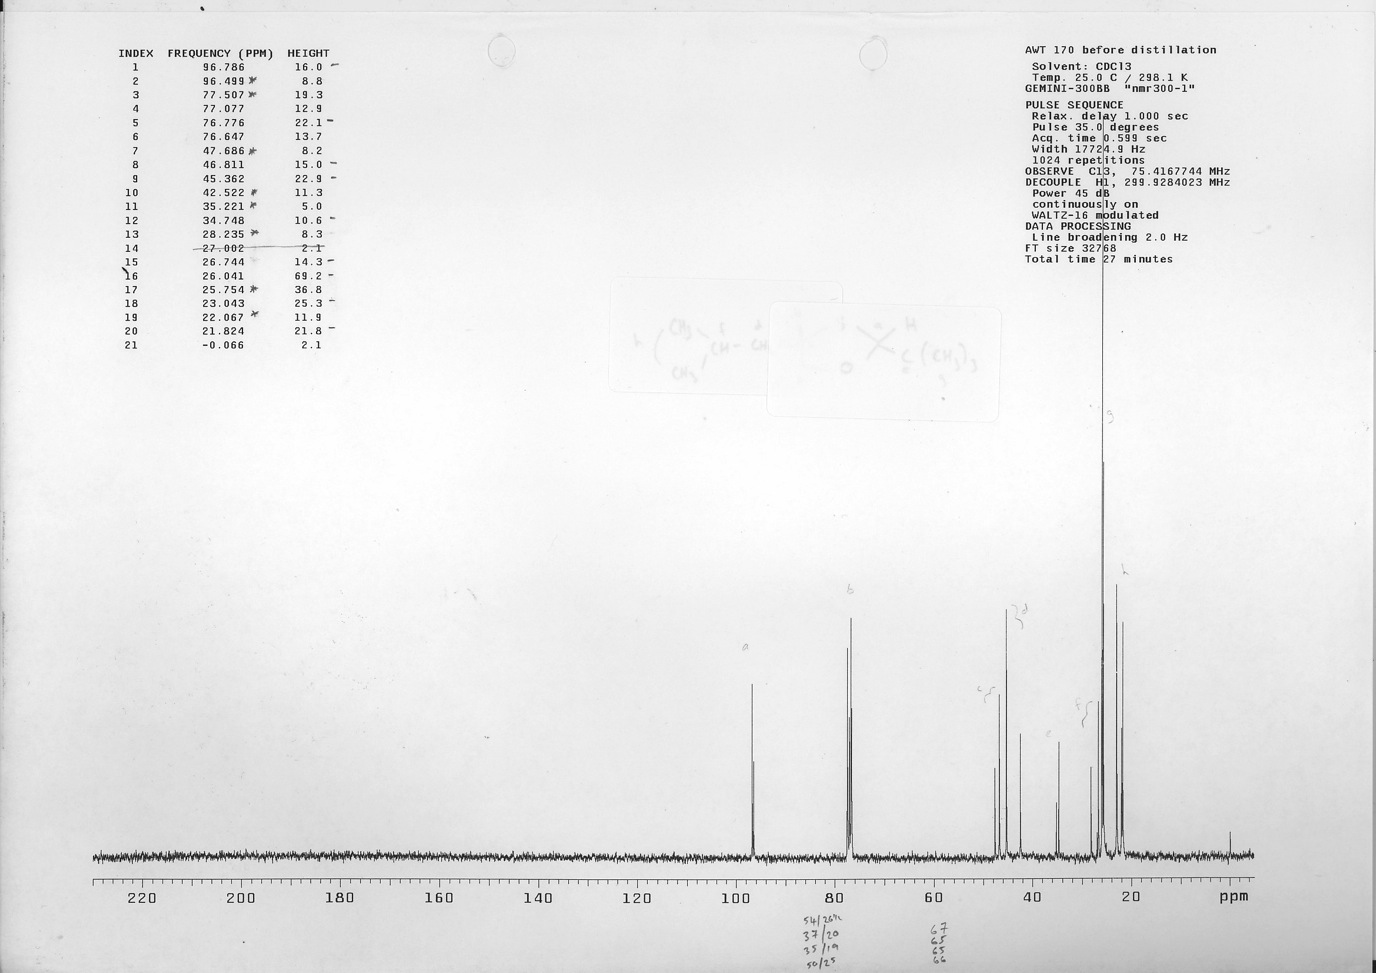 INDEX FREQUENCY (PPM) HEIGHT
1 96.786 16.0 -
2 96.499 * 8.8
3 77.507 * 19.3
4 77.077 12.9
5 76.776 22.1 -
6 76.647 13.7
7 47.686 * 8.2
8 46.811 15.0 -
9 45.362 22.9 -
10 42.522 * 11.3
11 35.221 * 5.0
12 34.748 10.6 -
13 28.235 * 8.3
14 27.002 2.1
15 26.744 14.3 -
16 26.041 69.2 -
17 25.754 * 36.8
18 23.043 25.3 -
19 22.067 * 11.9
20 21.824 21.8 -
21 -0.066 2.1
AWT 170 before distillation
Solvent: CDCl3
Temp. 25.0 C / 298.1 K
GEMINI-300BB "nmr300-1"
PULSE SEQUENCE
Relax. delay 1.000 sec
Pulse 35.0 degrees
Acq. time 0.599 sec
Width 17724.9 Hz
1024 repetitions
OBSERVE C13, 75.4167744 MHz
DECOUPLE H1, 299.9284023 MHz
Power 45 dB
continuously on
WALTZ-16 modulated
DATA PROCESSING
Line broadening 2.0 Hz
FT size 32768
Total time 27 minutes
h CH3 CH - CH
CH3
H
O C (CH3)3
g
g
h
b
d
a
c
f
e
220 200 180 160 140 120 100 80 60 40 20 ppm
37/20 67
35/19 65
50/25 65
66